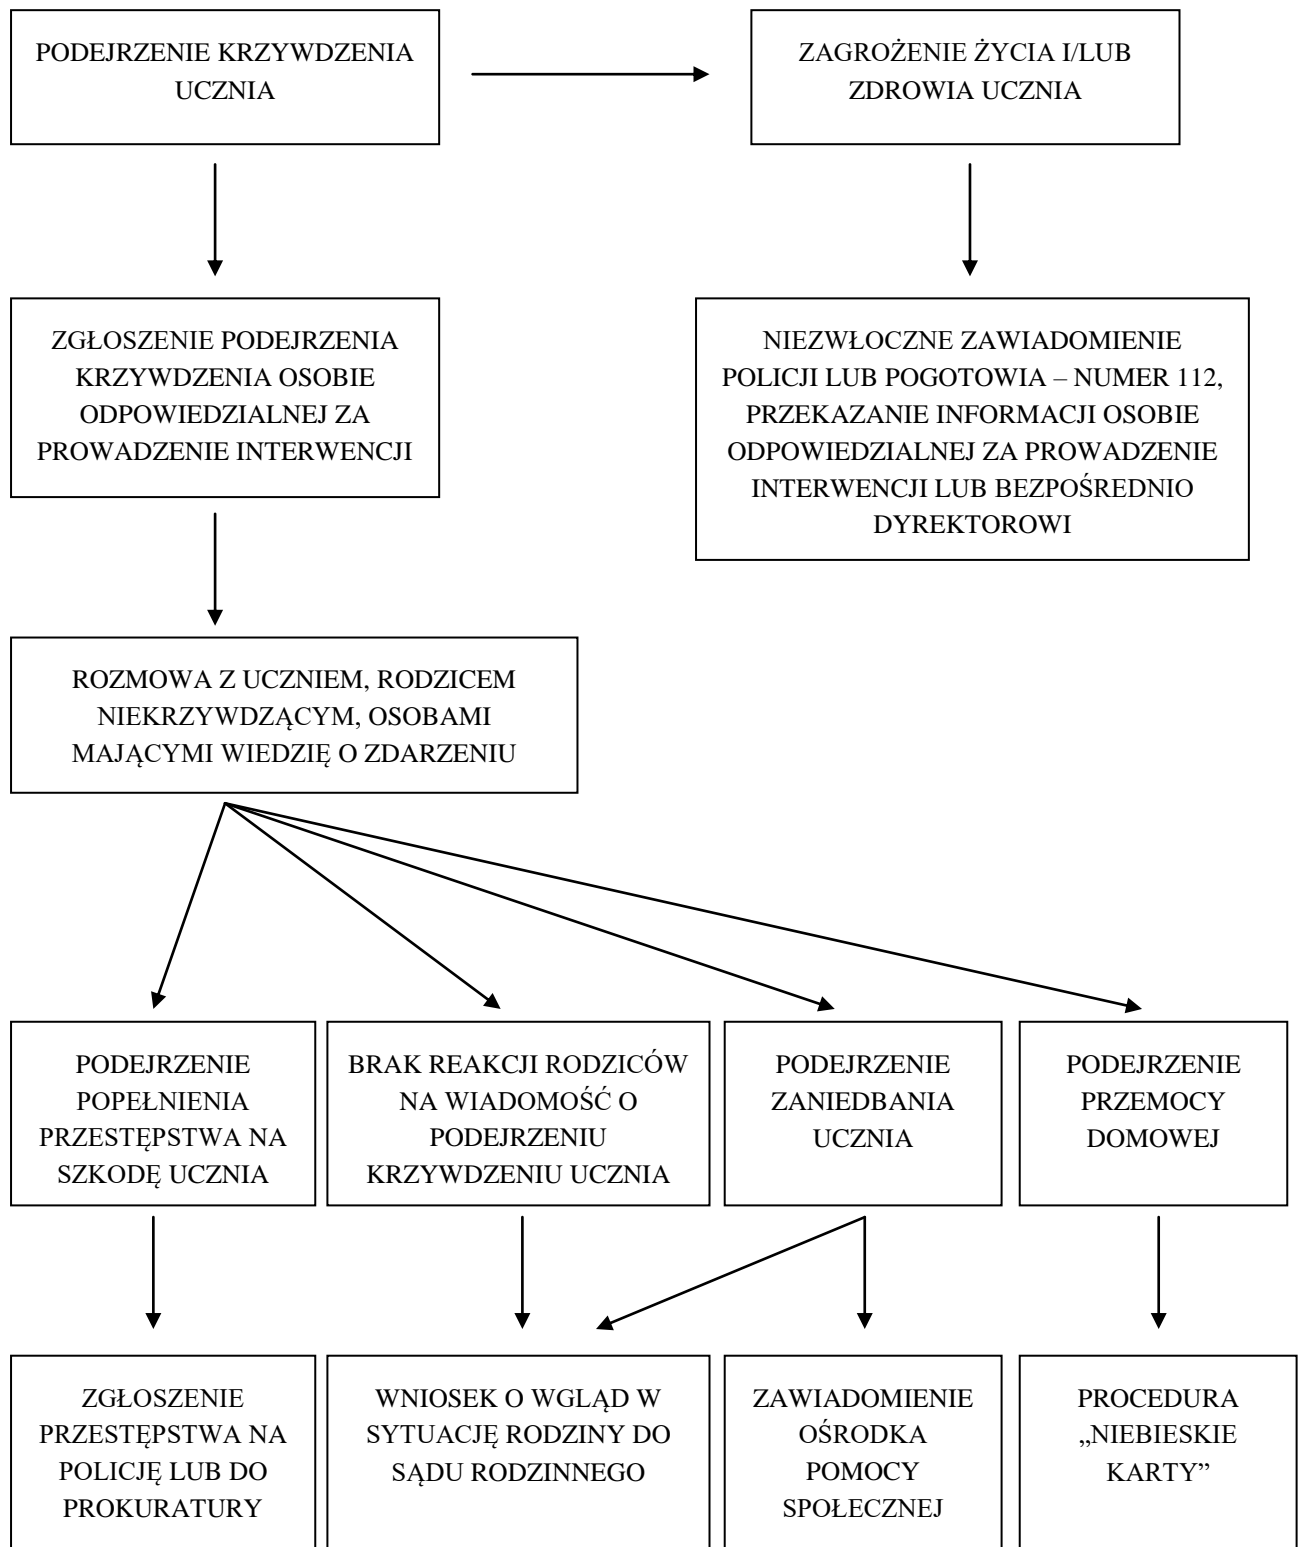 PODEJRZENIE KRZYWDZENIA
UCZNIA
ZAGROŻENIE ŻYCIA I/LUB
ZDROWIA UCZNIA
ZGŁOSZENIE PODEJRZENIA
KRZYWDZENIA OSOBIE
ODPOWIEDZIALNEJ ZA
PROWADZENIE INTERWENCJI
NIEZWŁOCZNE ZAWIADOMIENIE
POLICJI LUB POGOTOWIA – NUMER 112,
PRZEKAZANIE INFORMACJI OSOBIE
ODPOWIEDZIALNEJ ZA PROWADZENIE
INTERWENCJI LUB BEZPOŚREDNIO
DYREKTOROWI
ROZMOWA Z UCZNIEM, RODZICEM
NIEKRZYWDZĄCYM, OSOBAMI
MAJĄCYMI WIEDZIĘ O ZDARZENIU
PODEJRZENIE
POPEŁNIENIA
PRZESTĘPSTWA NA
SZKODĘ UCZNIA
BRAK REAKCJI RODZICÓW
NA WIADOMOŚĆ O
PODEJRZENIU
KRZYWDZENIU UCZNIA
PODEJRZENIE
ZANIEDBANIA
UCZNIA
PODEJRZENIE
PRZEMOCY
DOMOWEJ
ZGŁOSZENIE
PRZESTĘPSTWA NA
POLICJĘ LUB DO
PROKURATURY
WNIOSEK O WGLĄD W
SYTUACJĘ RODZINY DO
SĄDU RODZINNEGO
ZAWIADOMIENIE
OŚRODKA
POMOCY
SPOŁECZNEJ
PROCEDURA
„NIEBIESKIE
KARTY”